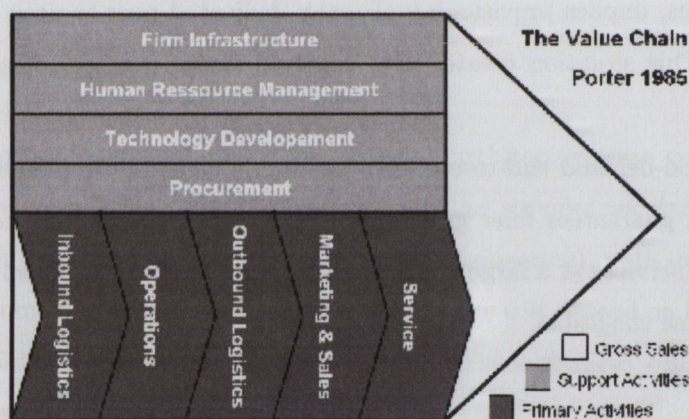 The Value Chain
Porter 1985
Firm Infrastructure
Human Ressource Management
Technology Developement
Procurement
Inbound Logistics
Operations
Outbound Logistics
Marketing & Sales
Service
Gross Sales
Support Activities
Primary Activities